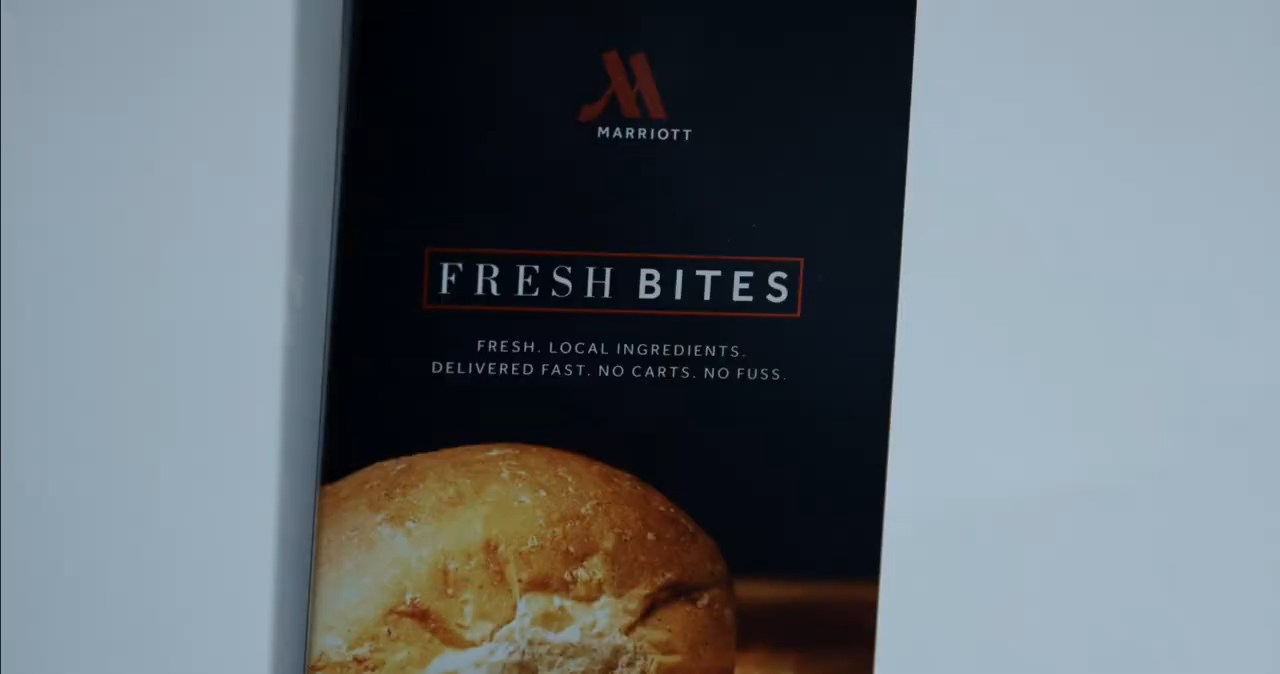 MARRIOTT
FRESH BITES
FRESH. LOCAL INGREDIENTS.
DELIVERED FAST. NO CARTS. NO FUSS.